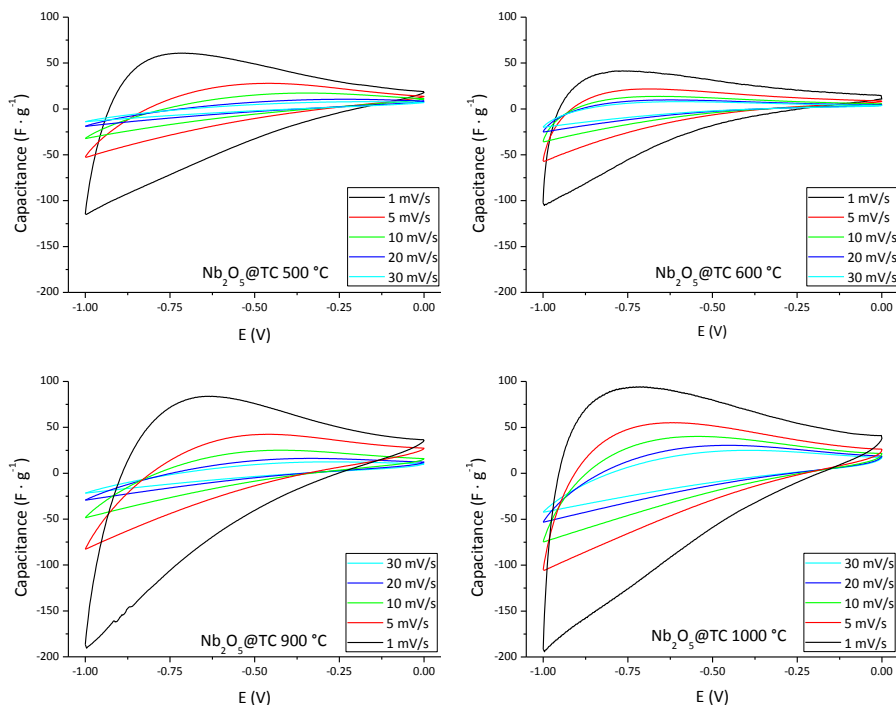 100
50
0
-50
-100
-150
-200
Capacitance (F · g⁻¹)
-1.00
-0.75
-0.50
-0.25
0.00
E (V)
1 mV/s
5 mV/s
10 mV/s
20 mV/s
30 mV/s
Nb₂O₅@TC 500 °C
100
50
0
-50
-100
-150
-200
Capacitance (F · g⁻¹)
-1.00
-0.75
-0.50
-0.25
0.00
E (V)
1 mV/s
5 mV/s
10 mV/s
20 mV/s
30 mV/s
Nb₂O₅@TC 600 °C
100
50
0
-50
-100
-150
-200
Capacitance (F · g⁻¹)
-1.00
-0.75
-0.50
-0.25
0.00
E (V)
30 mV/s
20 mV/s
10 mV/s
5 mV/s
1 mV/s
Nb₂O₅@TC 900 °C
100
50
0
-50
-100
-150
-200
Capacitance (F · g⁻¹)
-1.00
-0.75
-0.50
-0.25
0.00
E (V)
30 mV/s
20 mV/s
10 mV/s
5 mV/s
1 mV/s
Nb₂O₅@TC 1000 °C